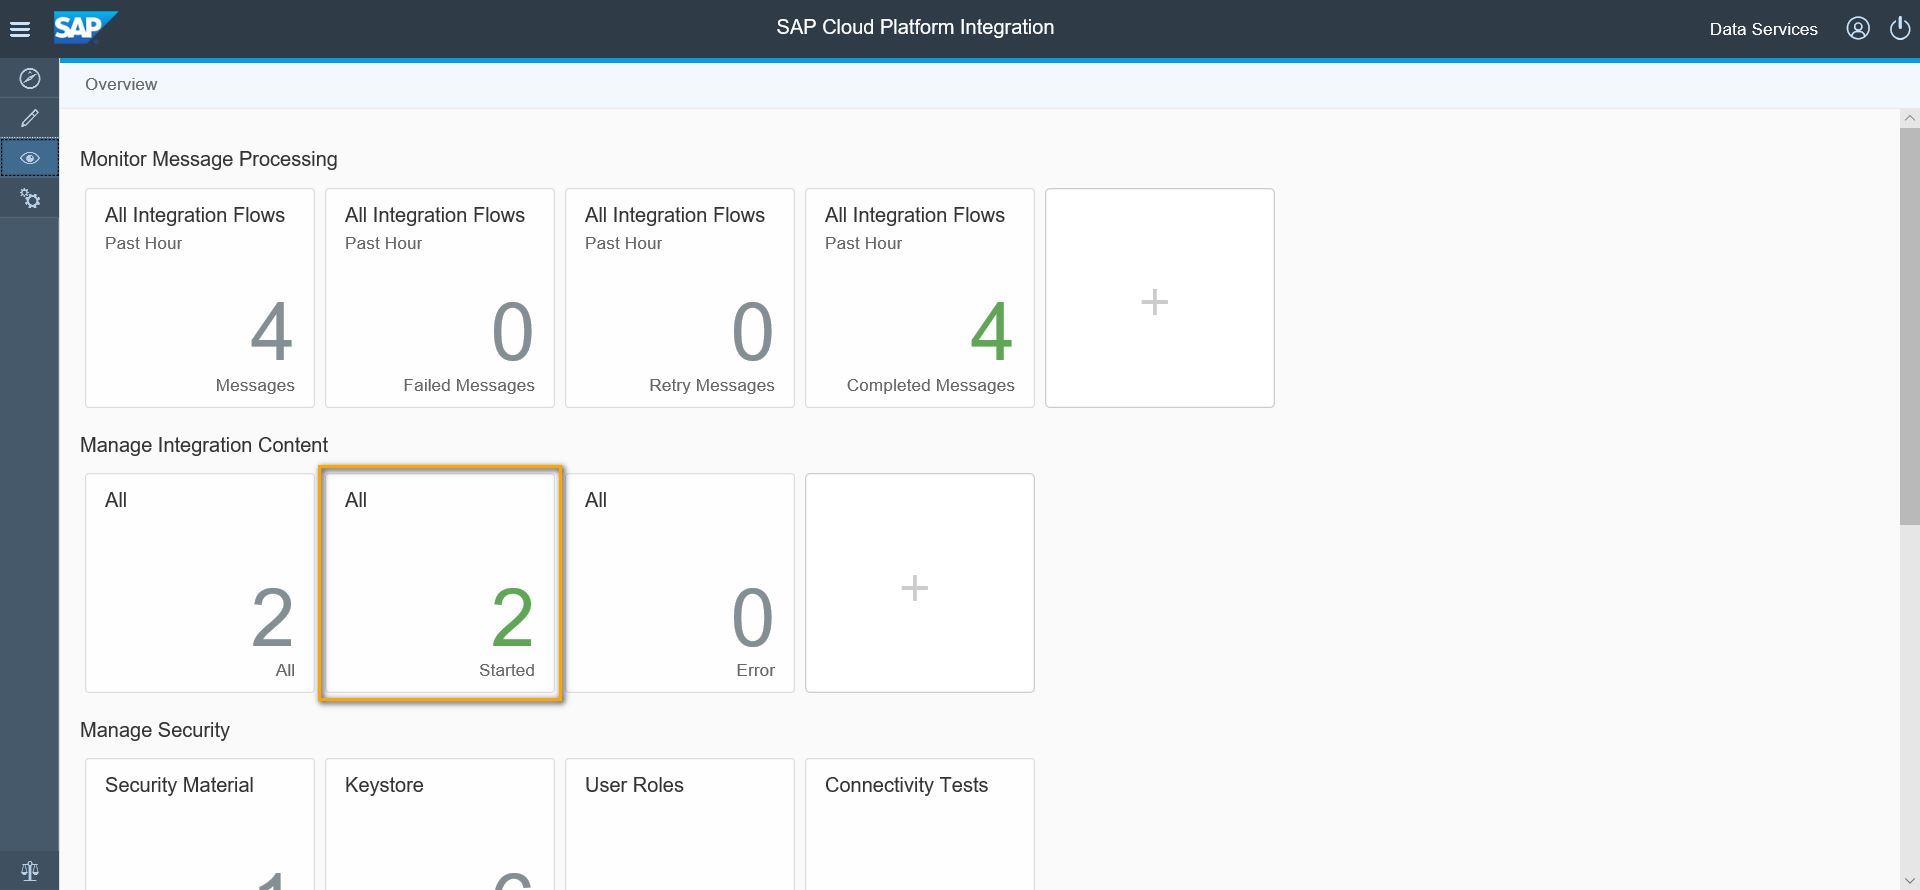 SAP
SAP Cloud Platform Integration
Data Services
Overview
Monitor Message Processing
All Integration Flows
Past Hour
4
Messages
All Integration Flows
Past Hour
0
Failed Messages
All Integration Flows
Past Hour
0
Retry Messages
All Integration Flows
Past Hour
4
Completed Messages
+
Manage Integration Content
All
2
All
All
2
Started
All
0
Error
+
Manage Security
Security Material
Keystore
User Roles
Connectivity Tests